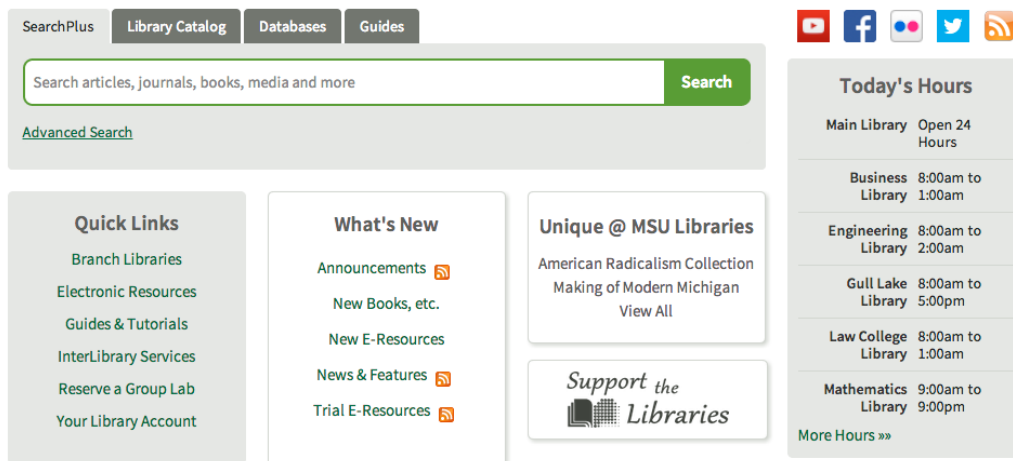 SearchPlus
Library Catalog
Databases
Guides
Search articles, journals, books, media and more
Search
Advanced Search
Quick Links
Branch Libraries
Electronic Resources
Guides & Tutorials
InterLibrary Services
Reserve a Group Lab
Your Library Account
What's New
Announcements
New Books, etc.
New E-Resources
News & Features
Trial E-Resources
Unique @ MSU Libraries
American Radicalism Collection
Making of Modern Michigan
View All
Support the
Libraries
Today's Hours
Main Library Open 24
Hours
Business 8:00am to
Library 1:00am
Engineering 8:00am to
Library 2:00am
Gull Lake 8:00am to
Library 5:00pm
Law College 8:00am to
Library 1:00am
Mathematics 9:00am to
Library 9:00pm
More Hours »»